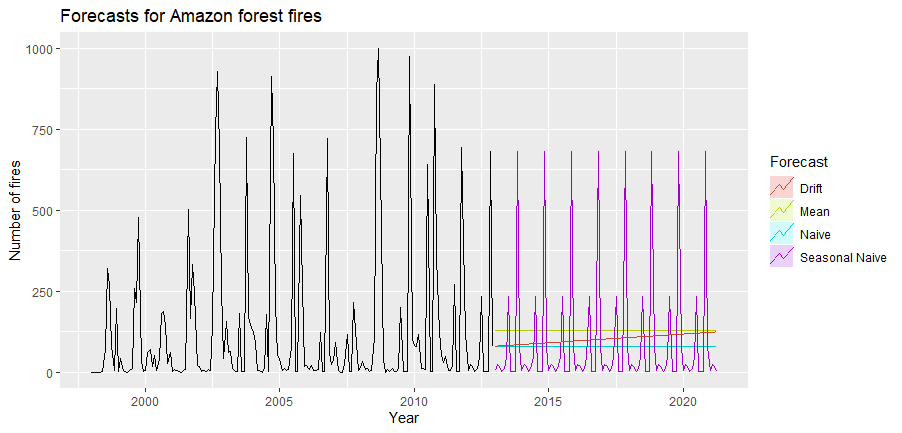 Forecasts for Amazon forest fires
1000
750
500
250
0
Number of fires
2000
2005
2010
2015
2020
Year
Forecast
Drift
Mean
Naive
Seasonal Naive